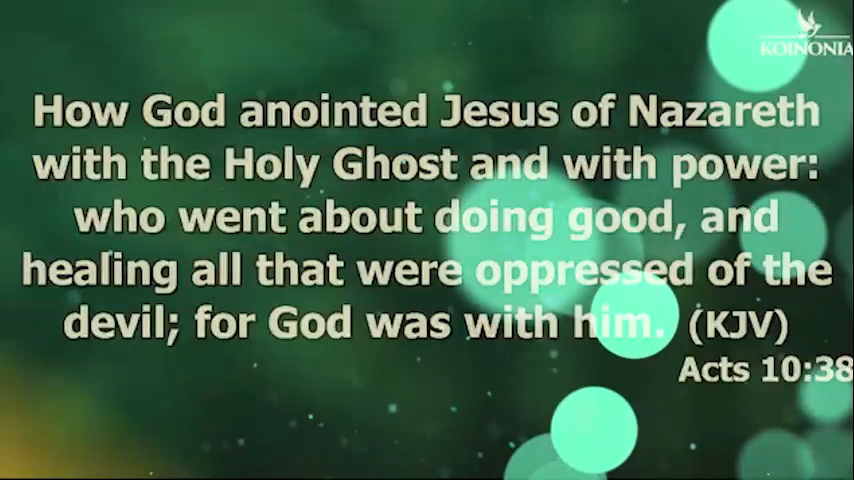 KOINONIA
How God anointed Jesus of Nazareth
with the Holy Ghost and with power:
who went about doing good, and
healing all that were oppressed of the
devil; for God was with him. (KJV)
Acts 10:38